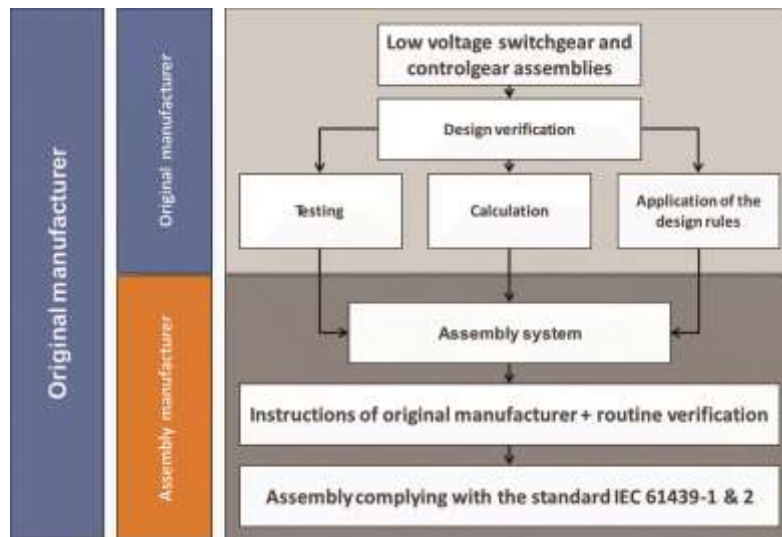 Original manufacturer
Original manufacturer
Assembly manufacturer
Low voltage switchgear and
controlgear assemblies
Design verification
Testing
Calculation
Application of the
design rules
Assembly system
Instructions of original manufacturer + routine verification
Assembly complying with the standard IEC 61439-1 & 2